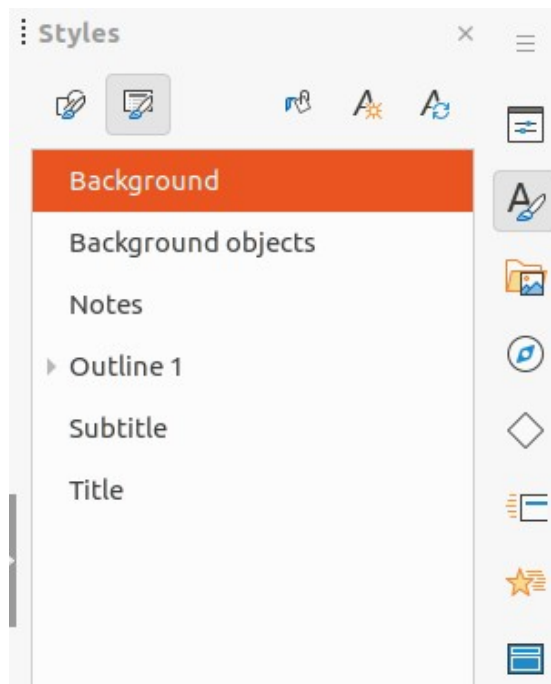 Styles
Background
Background objects
Notes
Outline 1
Subtitle
Title